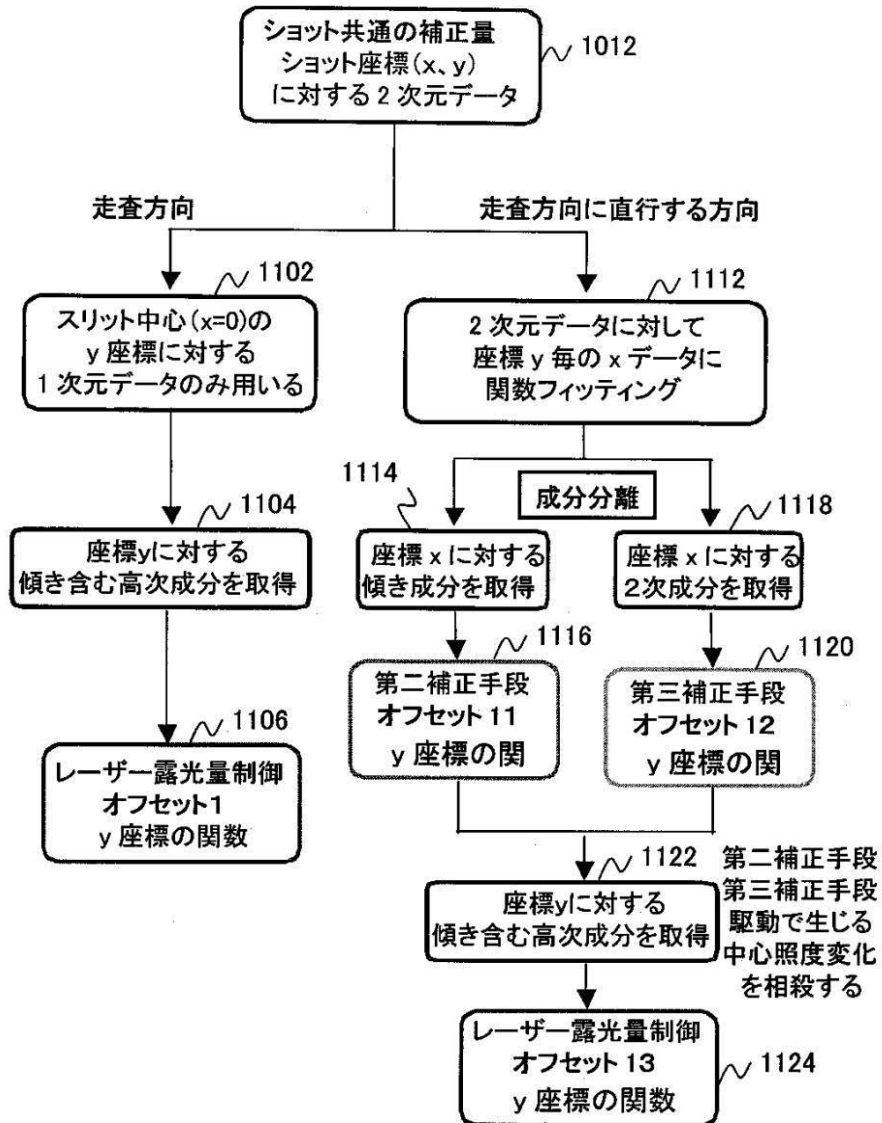 ショット共通の補正量
ショット座標(x、y)
に対する2次元データ
1012
走査方向
走査方向に直行する方向
1102
スリット中心(x=0)の
y座標に対する
1次元データのみ用いる
1112
2次元データに対して
座標y毎のxデータに
関数フィッティング
成分分離
1104
座標yに対する
傾き含む高次成分を取得
1114
座標xに対する
傾き成分を取得
1118
座標xに対する
2次成分を取得
1116
第二補正手段
オフセット11
y座標の関
1120
第三補正手段
オフセット12
y座標の関
1106
レーザー露光量制御
オフセット1
y座標の関数
1122
座標yに対する
傾き含む高次成分を取得
第二補正手段
第三補正手段
駆動で生じる
中心照度変化
を相殺する
レーザー露光量制御
オフセット13
y座標の関数
1124